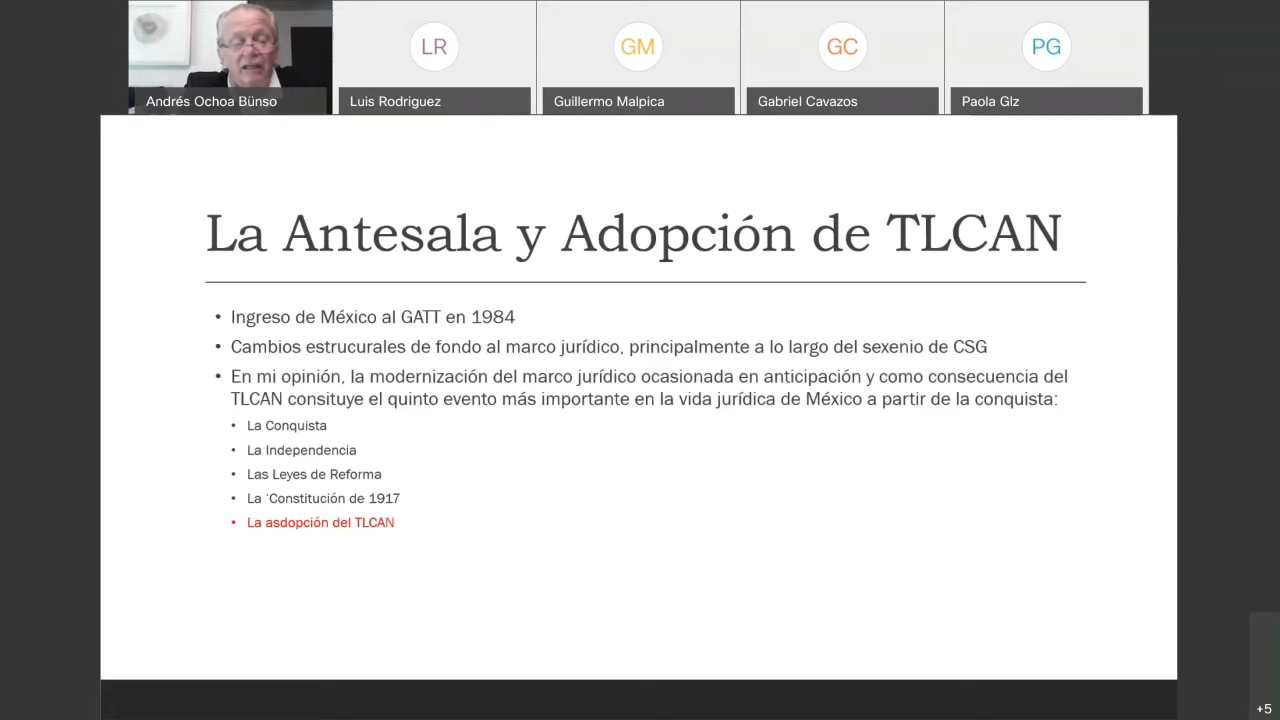 LR
GM
GC
PG
Andrés Ochoa Bünso
Luis Rodriguez
Guillermo Malpica
Gabriel Cavazos
Paola Glz
La Antesala y Adopción de TLCAN
• Ingreso de México al GATT en 1984
• Cambios estrucurales de fondo al marco jurídico, principalmente a lo largo del sexenio de CSG
• En mi opinión, la modernización del marco jurídico ocasionada en anticipación y como consecuencia del
TLCAN consituye el quinto evento más importante en la vida jurídica de México a partir de la conquista:
• La Conquista
• La Independencia
• Las Leyes de Reforma
• La ‘Constitución de 1917
• La asdopción del TLCAN
+5